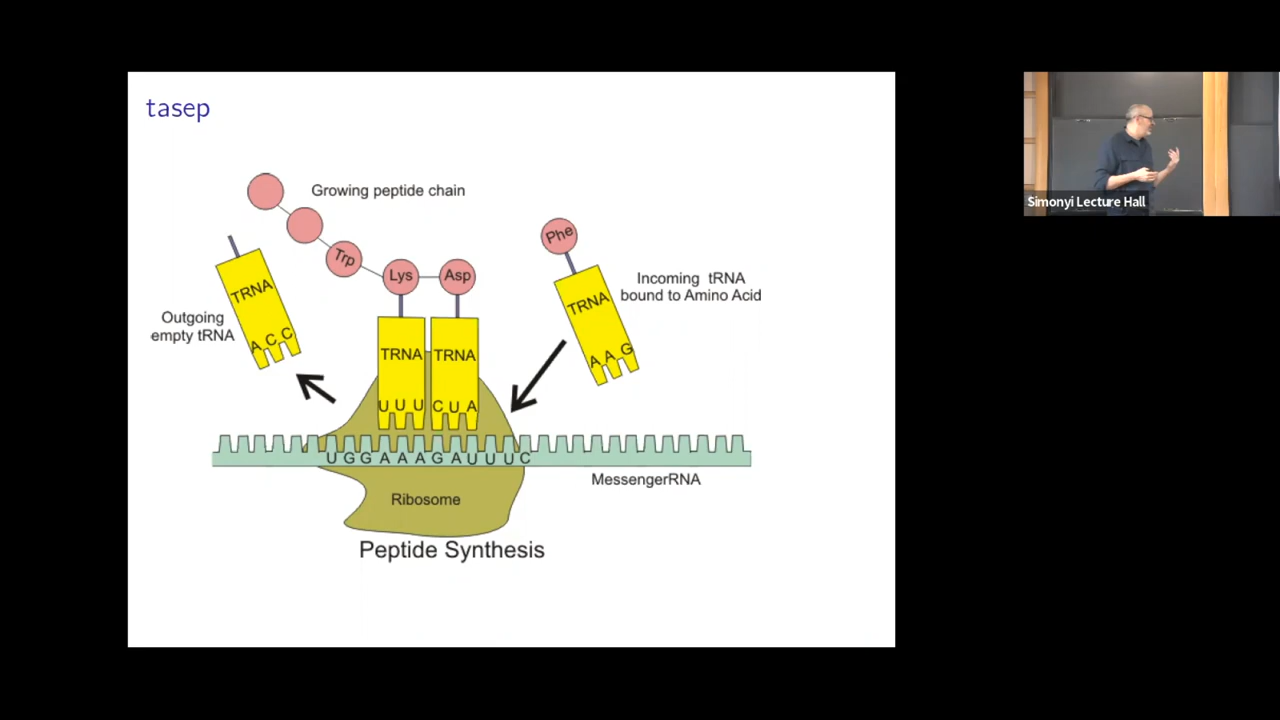 tasep
Growing peptide chain
Trp
Lys
Asp
Phe
TRNA
A C C
Outgoing
empty tRNA
TRNA
U U U
TRNA
C U A
TRNA
A A G
Incoming tRNA
bound to Amino Acid
U G G A A A G A U U U C
MessengerRNA
Ribosome
Peptide Synthesis
Simonyi Lecture Hall